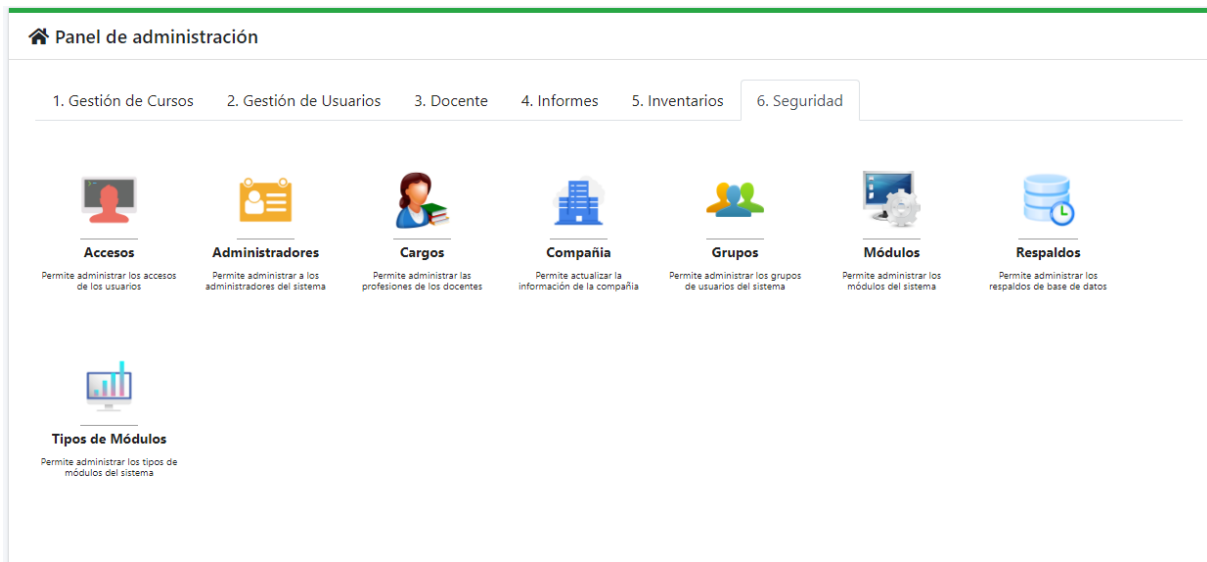 Panel de administración
1. Gestión de Cursos 2. Gestión de Usuarios 3. Docente 4. Informes 5. Inventarios 6. Seguridad
Accesos
Permite administrar los accesos
de los usuarios
Administradores
Permite administrar a los
administradores del sistema
Cargos
Permite administrar las
profesiones de los docentes
Compañia
Permite actualizar la
información de la compañia
Grupos
Permite administrar los grupos
de usuarios del sistema
Módulos
Permite administrar los
módulos del sistema
Respaldos
Permite administrar los
respaldos de base de datos
Tipos de Módulos
Permite administrar los tipos de
módulos del sistema